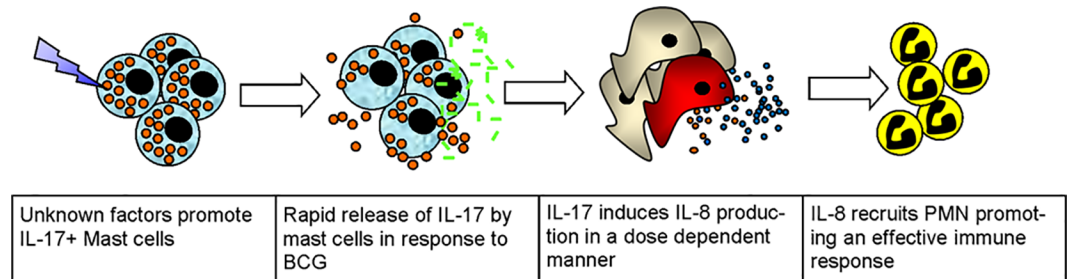 Unknown factors promote
IL-17+ Mast cells
Rapid release of IL-17 by
mast cells in response to
BCG
IL-17 induces IL-8 produc-
tion in a dose dependent
manner
IL-8 recruits PMN promot-
ing an effective immune
response